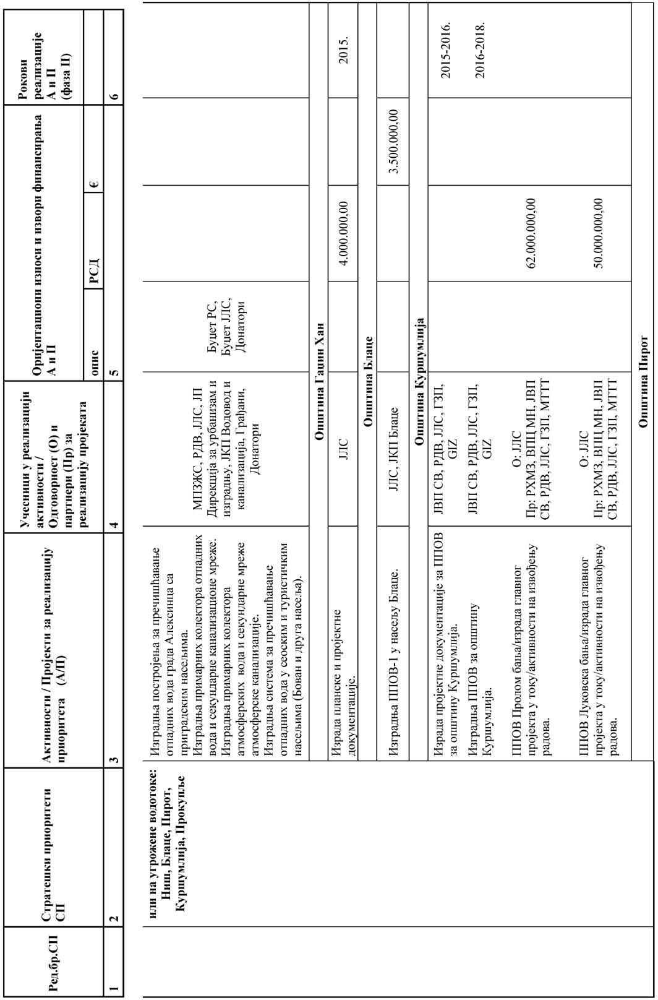 Ред.бр.СП
Стратешки приоритети
СП
Активности / Пројекти за реализацију
приоритета (А/П)
Учесници у реализацији
активности /
Одговорност (О) и
партнери (Пр) за
реализацију пројеката
Оријентациони износи и извори финансирања
А и П
опис
РСД
€
Рокови
реализације
А и П
(фаза II)
1
2
3
4
5
6
или на угрожене водотоке:
Ниш, Блаце, Пирот,
Куршумлија, Прокупље
Изградња постројења за пречишћавање
отпадних вода града Алексинца са
приградским насељима.
Изградња примарних колектора отпадних
вода и секундарне канализационе мреже.
Изградња примарних колектора
атмосферских вода и секундарне мреже
атмосферске канализације.
Изградња система за пречишћавање
отпадних вода у сеоским и туристичким
насељима (Бован и друга насеља).
МПЗЖС, РДВ, ЈЛС, ЈП
Дирекција за урбанизам и
изградњу, ЈКП Водовод и
канализација, Грађани,
Донатори
Буџет РС,
Буџет ЈЛС,
Донатори
Општина Гаџин Хан
Израда планске и пројектне
документације.
ЈЛС
4.000.000,00
2015.
Општина Блаце
Изградња ППОВ-1 у насељу Блаце.
ЈЛС, ЈКП Блаце
3.500.000,00
Општина Куршумлија
Израда пројектне документације за ППОВ
за општину Куршумлија.
ЈВП СВ, РДВ, ЈЛС, ГЗП,
GIZ
2015-2016.
Изградња ППОВ за општину
Куршумлија.
ЈВП СВ, РДВ, ЈЛС, ГЗП,
GIZ
2016-2018.
ППОВ Пролом бања/израда главног
пројекта у току/активности на извођењу
радова.
О: ЈЛС
Пр: РХМЗ, ВПЦ МН, ЈВП
СВ, РДВ, ЈЛС, ГЗП, МТТТ
62.000.000,00
ППОВ Луковска бања/израда главног
пројекта у току/активности на извођењу
радова.
О: ЈЛС
Пр: РХМЗ, ВПЦ МН, ЈВП
СВ, РДВ, ЈЛС, ГЗП, МТТТ
50.000.000,00
Општина Пирот